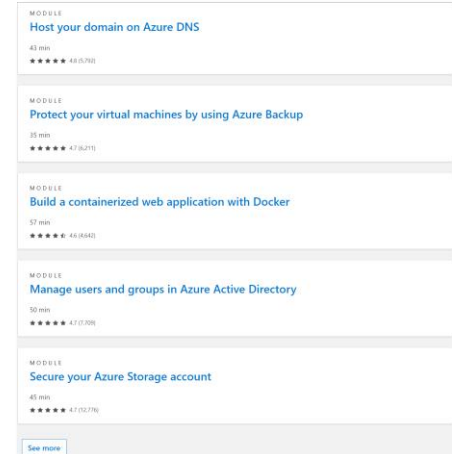 MODULE
Host your domain on Azure DNS
43 min
4.6 (5,792)
MODULE
Protect your virtual machines by using Azure Backup
35 min
4.7 (6,211)
MODULE
Build a containerized web application with Docker
57 min
4.6 (4,642)
MODULE
Manage users and groups in Azure Active Directory
50 min
4.7 (7,709)
MODULE
Secure your Azure Storage account
45 min
4.7 (12,776)
See more